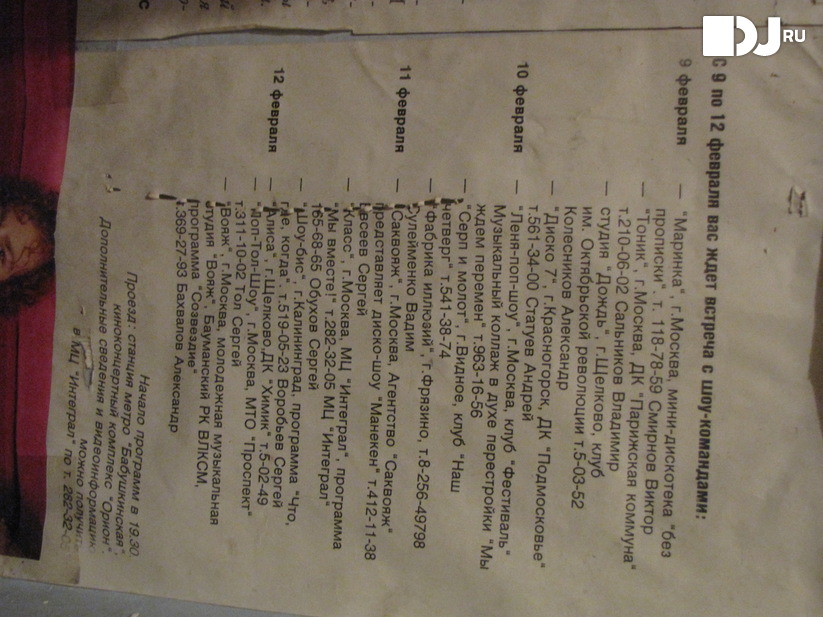 DJ.RU
С 9 по 12 февраля вас ждет встреча с шоу-командами:
9 февраля — "Маринка", г.Москва, мини-дискотека "без
прописки", т. 118-78-59 Смирнов Виктор
— "Тоник", г.Москва, ДК "Парижская коммуна"
т.210-06-02 Сальников Владимир
— студия "Дождь", г.Щелково, клуб
им. Октябрьской революции т.5-03-52
Колесников Александр
10 февраля — "Диско 7", г.Красногорск, ДК "Подмосковье"
т.561-34-00 Статуев Андрей
— "Леня-поп-шоу", г.Москва, клуб "Фестиваль"
Музыкальный коллаж в духе перестройки "Мы
ждем перемен" т.963-16-56
— "Серп и молот", г.Видное, клуб "Наш
четверг" т.541-38-74
11 февраля — "Фабрика иллюзий", г.Фрязино, т.8-256-49798
Сулейменко Вадим
— "Саквояж", г.Москва, Агентство "Саквояж"
представляет диско-шоу "Манекен" т.412-11-38
Евсеев Сергей
— "Класс", г.Москва, МЦ "Интеграл", программа
"Мы вместе!" т.282-32-05 МЦ "Интеграл"
165-68-65 Обухов Сергей
12 февраля — "Шоу-биз", г.Калининград, программа "Что,
где, когда", т.519-05-23 Воробьев Сергей
— "Алиса", г.Щелково,ДК "Химик" т.5-02-49
— "Поп-Топ-Шоу", г.Москва, МТО "Проспект"
т.311-10-02 Тол Сергей
— "Вояж", г.Москва, молодежная музыкальная
студия "Вояж", Бауманский РК ВЛКСМ,
программа "Созвездие"
т.369-27-93 Бахвалов Александр
Начало программ в 19.30.
Проезд: станция метро "Бабушкинская",
киноконцертный комплекс "Орион".
Дополнительные сведения и видеоинформацию
можно получить
в МЦ "Интеграл" по т. 282-32-0